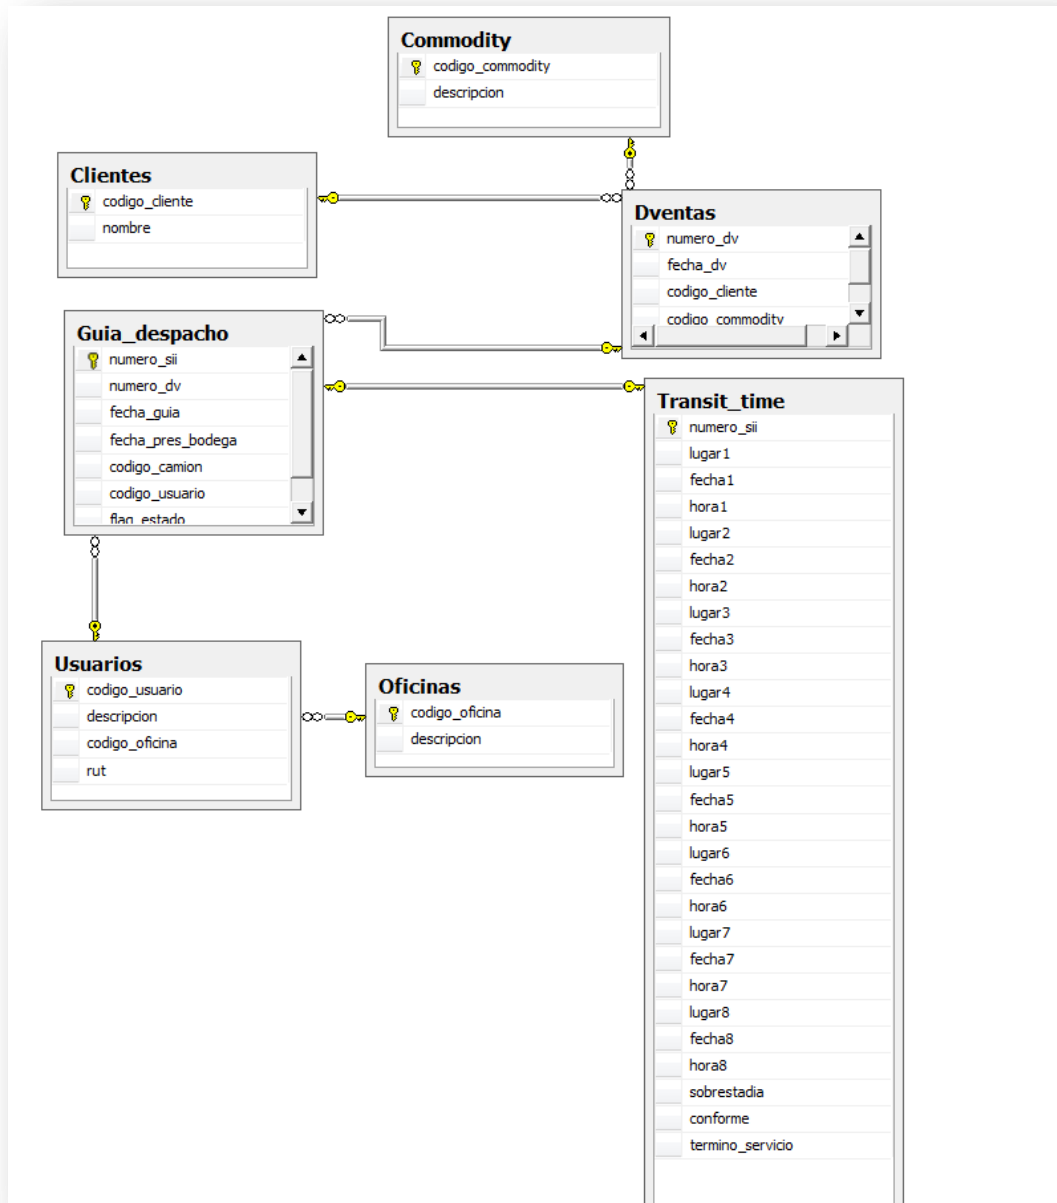 Commodity
codigo_commodity
descripcion
Clientes
codigo_cliente
nombre
Dventas
numero_dv
fecha_dv
codigo_cliente
codigo_commodity
Guia_despacho
numero_sii
numero_dv
fecha_guia
fecha_pres_bodega
codigo_camion
codigo_usuario
flag_estado
Transit_time
numero_sii
lugar1
fecha1
hora1
lugar2
fecha2
hora2
lugar3
fecha3
hora3
lugar4
fecha4
hora4
lugar5
fecha5
hora5
lugar6
fecha6
hora6
lugar7
fecha7
hora7
lugar8
fecha8
hora8
sobrestadia
conforme
termino_servicio
Usuarios
codigo_usuario
descripcion
codigo_oficina
rut
Oficinas
codigo_oficina
descripcion